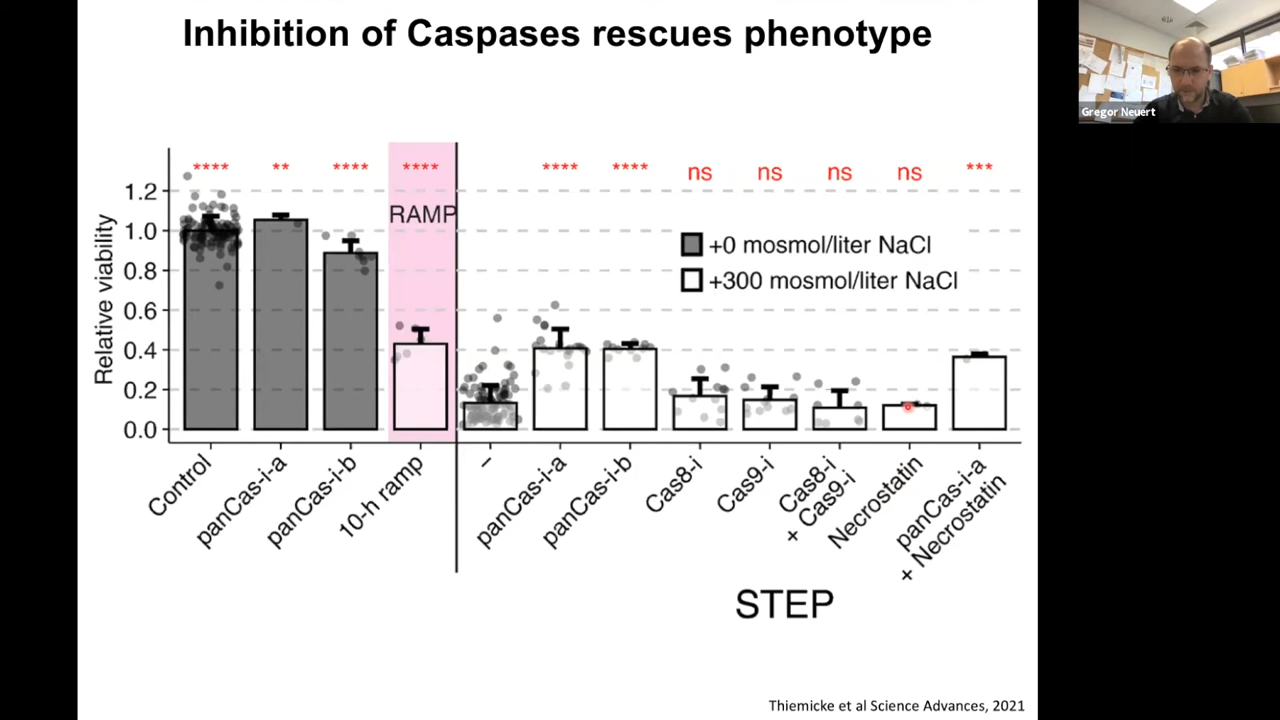 Inhibition of Caspases rescues phenotype
Gregor Neuert
**** ** **** **** **** **** ns ns ns ns ***
RAMP
+0 mosmol/liter NaCl
+300 mosmol/liter NaCl
Relative viability
1.2
1.0
0.8
0.6
0.4
0.2
0.0
Control
panCas-i-a
panCas-i-b
10-h ramp
–
panCas-i-a
panCas-i-b
Cas8-i
Cas9-i
Cas8-i
+ Cas9-i
Necrostatin
panCas-i-a
+ Necrostatin
STEP
Thiemicke et al Science Advances, 2021